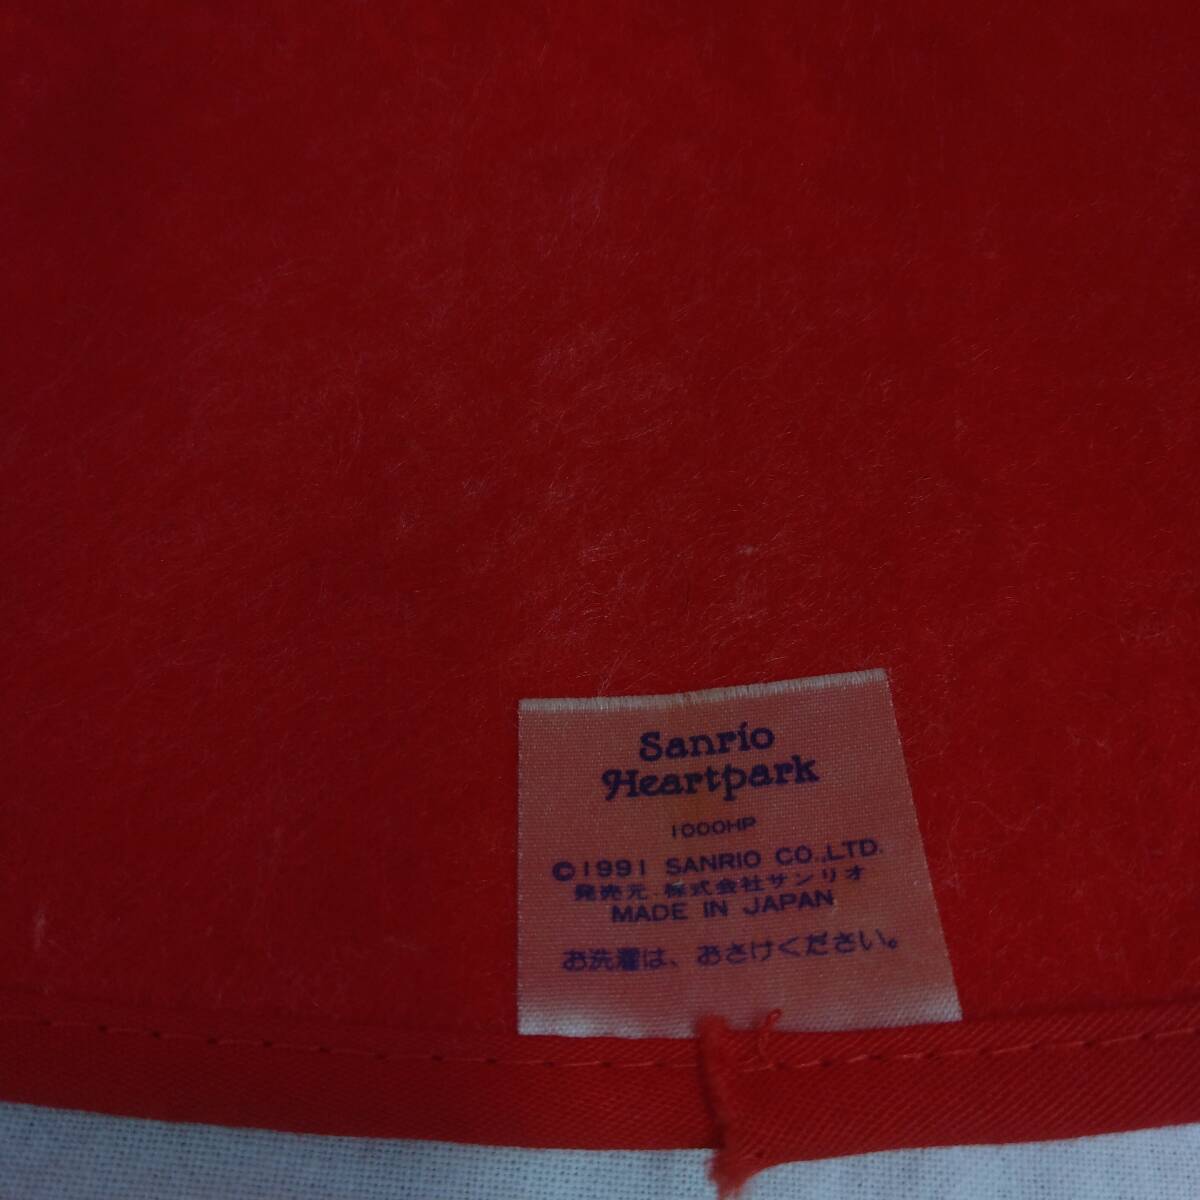 Sanrio
Heartpark
1000HP
©1991 SANRIO CO.,LTD.
発売元.株式会社サンリオ
MADE IN JAPAN
お洗濯は、おさけください。